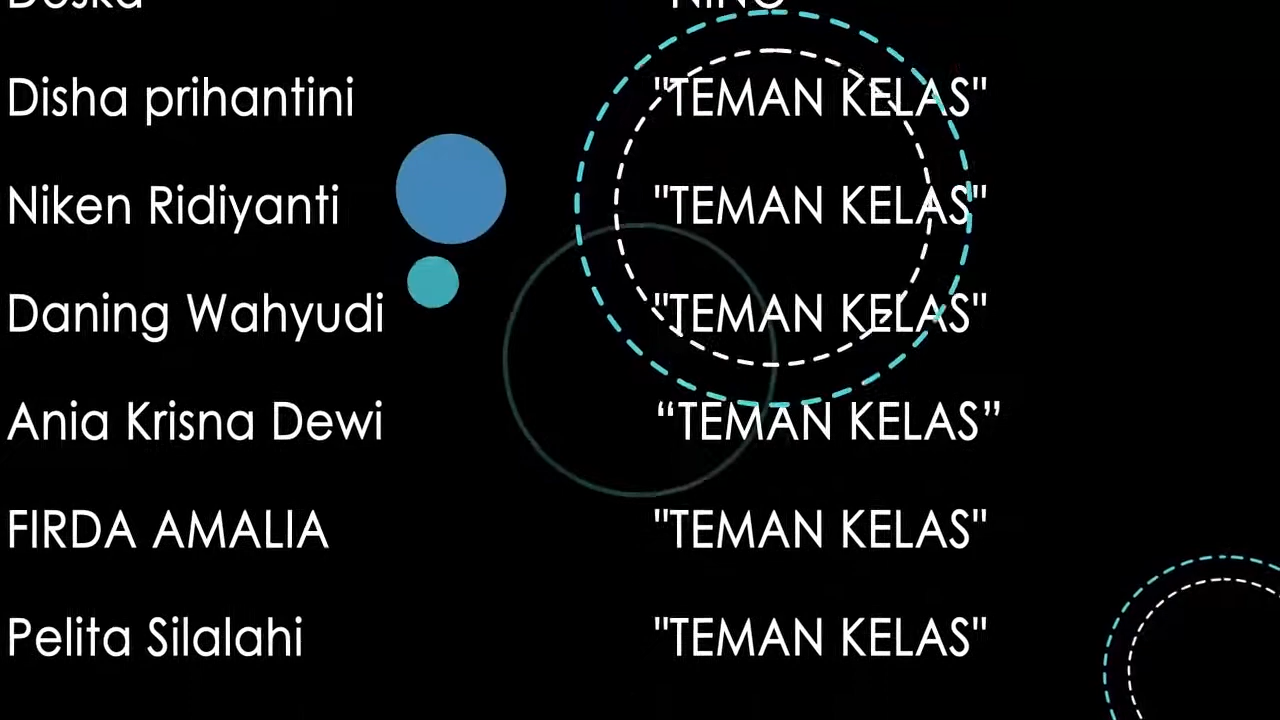 Disha prihantini "TEMAN KELAS"
Niken Ridiyanti "TEMAN KELAS"
Daning Wahyudi "TEMAN KELAS"
Ania Krisna Dewi “TEMAN KELAS”
FIRDA AMALIA "TEMAN KELAS"
Pelita Silalahi "TEMAN KELAS"